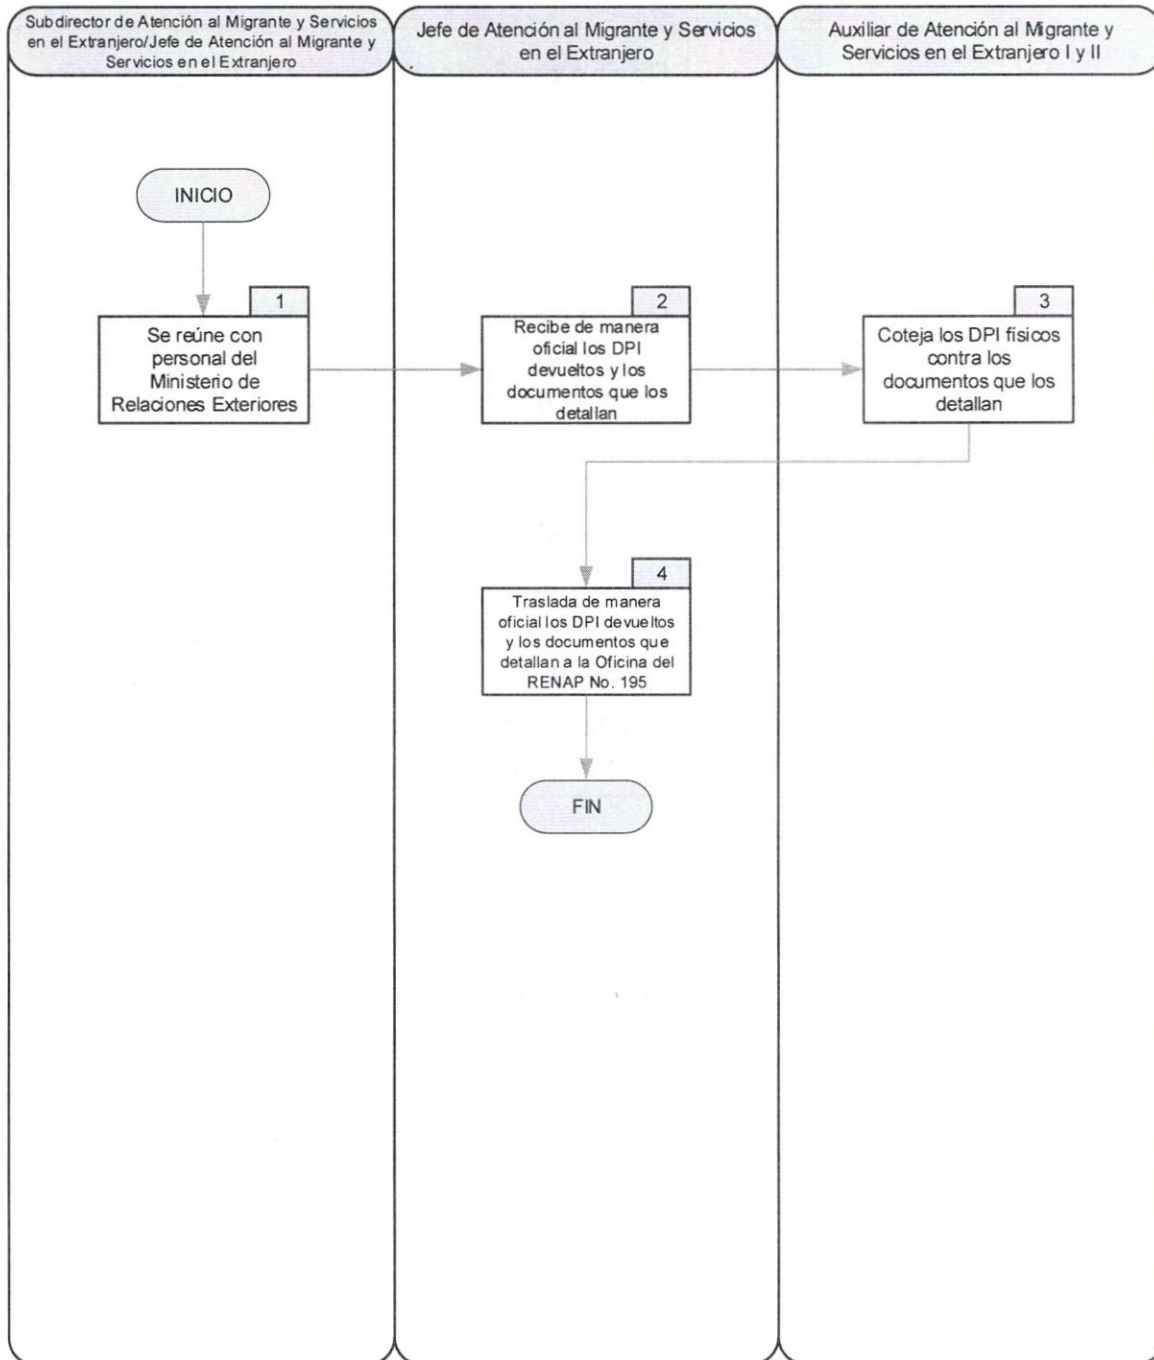 Subdirector de Atención al Migrante y Servicios
en el Extranjero/Jefe de Atención al Migrante y
Servicios en el Extranjero
Jefe de Atención al Migrante y Servicios
en el Extranjero
Auxiliar de Atención al Migrante y
Servicios en el Extranjero I y II
INICIO
1
Se reúne con
personal del
Ministerio de
Relaciones Exteriores
2
Recibe de manera
oficial los DPI
devueltos y los
documentos que los
detallan
3
Coteja los DPI físicos
contra los
documentos que los
detallan
4
Traslada de manera
oficial los DPI devueltos
y los documentos que
detallan a la Oficina del
RENAP No. 195
FIN